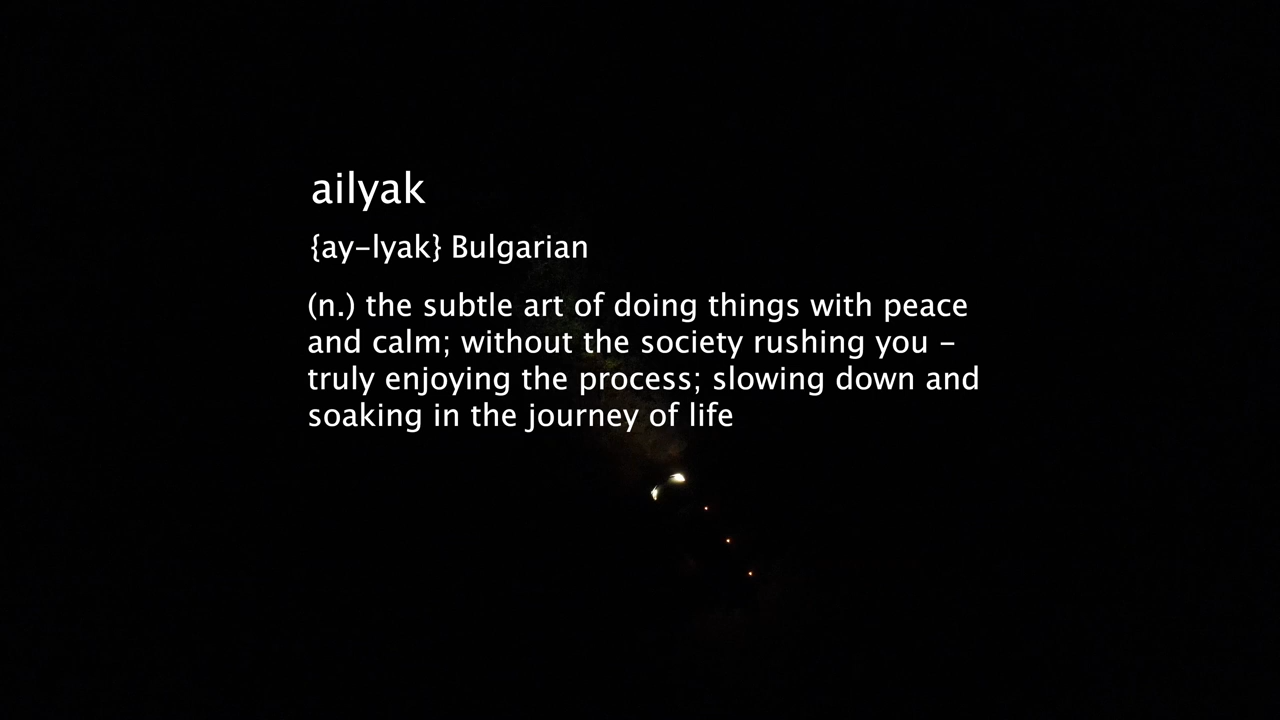 ailyak
{ay-lyak} Bulgarian
(n.) the subtle art of doing things with peace
and calm; without the society rushing you –
truly enjoying the process; slowing down and
soaking in the journey of life